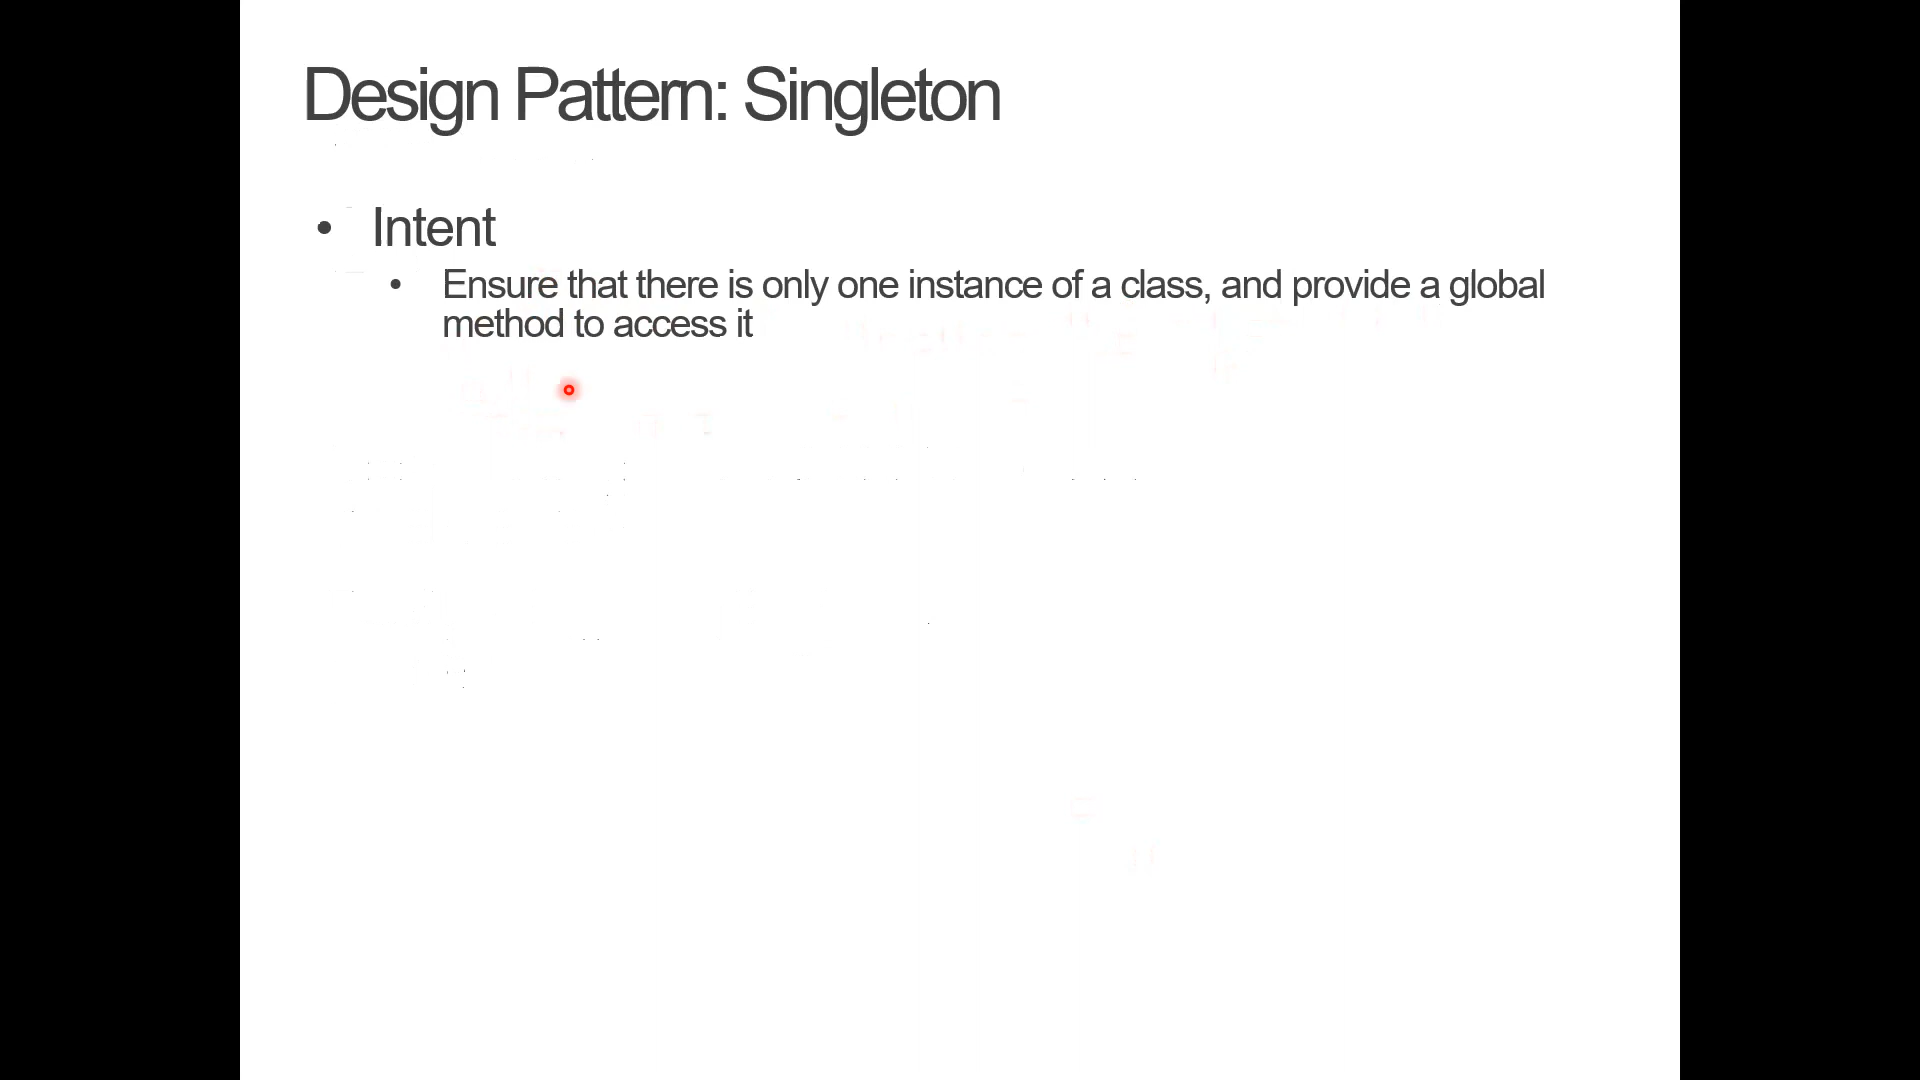 Design Pattern: Singleton
• Intent
• Ensure that there is only one instance of a class, and provide a global
method to access it